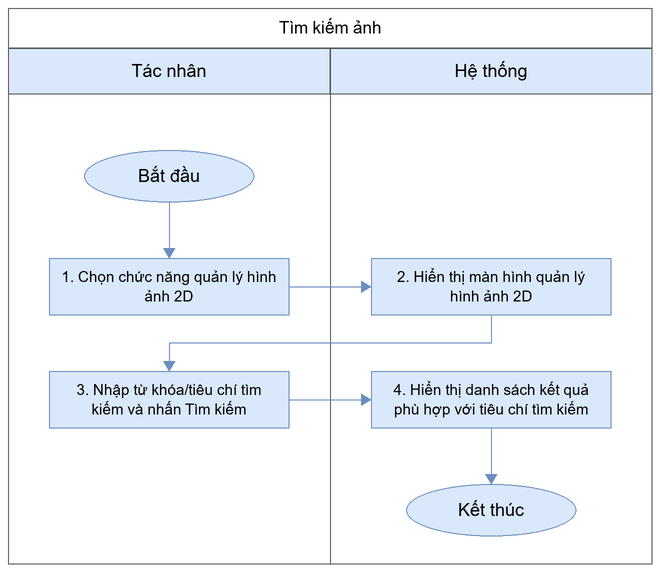 Tìm kiếm ảnh
Tác nhân
Hệ thống
Bắt đầu
1. Chọn chức năng quản lý hình
ảnh 2D
2. Hiển thị màn hình quản lý
hình ảnh 2D
3. Nhập từ khóa/tiêu chí tìm
kiếm và nhấn Tìm kiếm
4. Hiển thị danh sách kết quả
phù hợp với tiêu chí tìm kiếm
Kết thúc